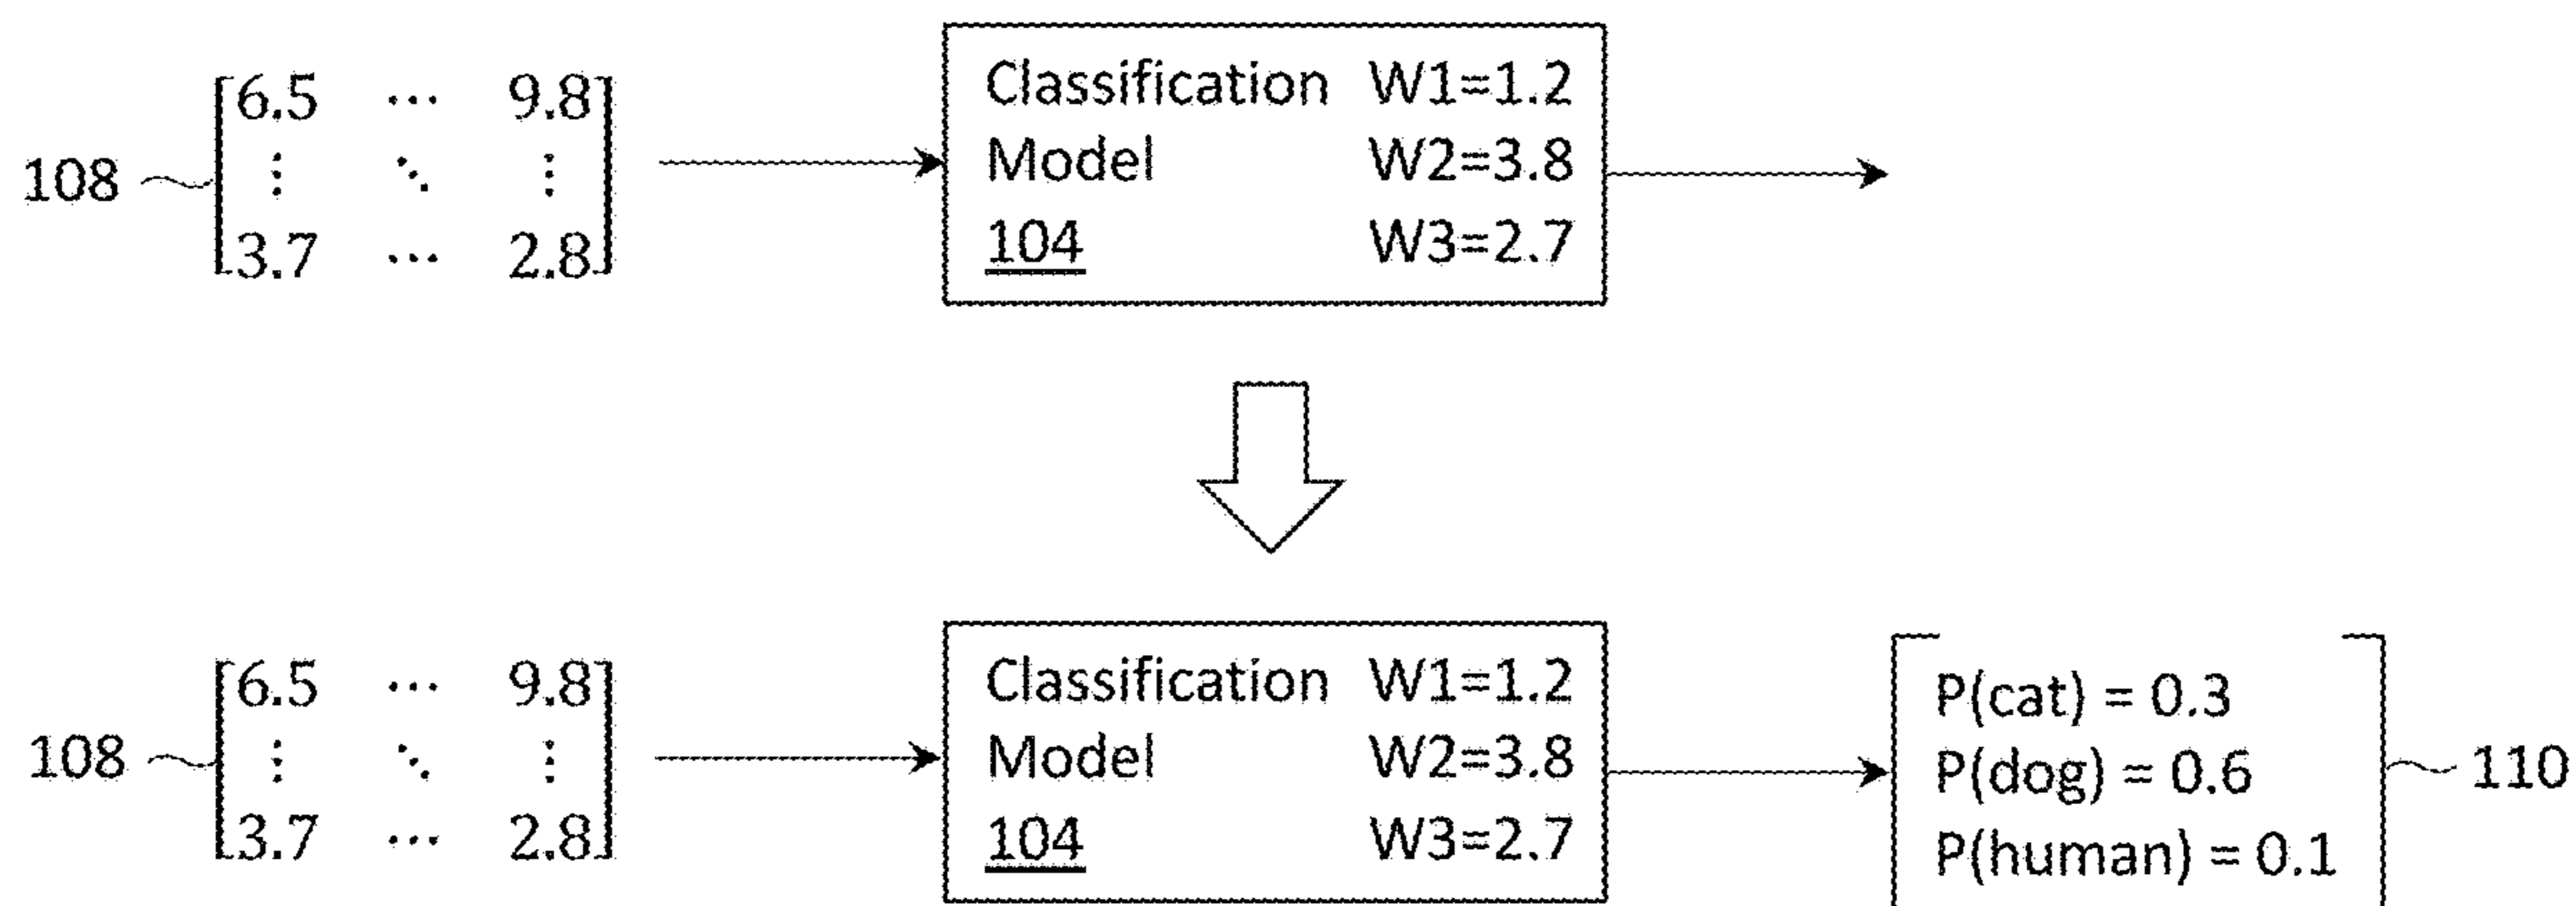 108
[6.5 ⋯ 9.8
⋮ ⋱ ⋮
3.7 ⋯ 2.8]
Classification W1=1.2
Model W2=3.8
104 W3=2.7
108
[6.5 ⋯ 9.8
⋮ ⋱ ⋮
3.7 ⋯ 2.8]
Classification W1=1.2
Model W2=3.8
104 W3=2.7
P(cat) = 0.3
P(dog) = 0.6
P(human) = 0.1
110